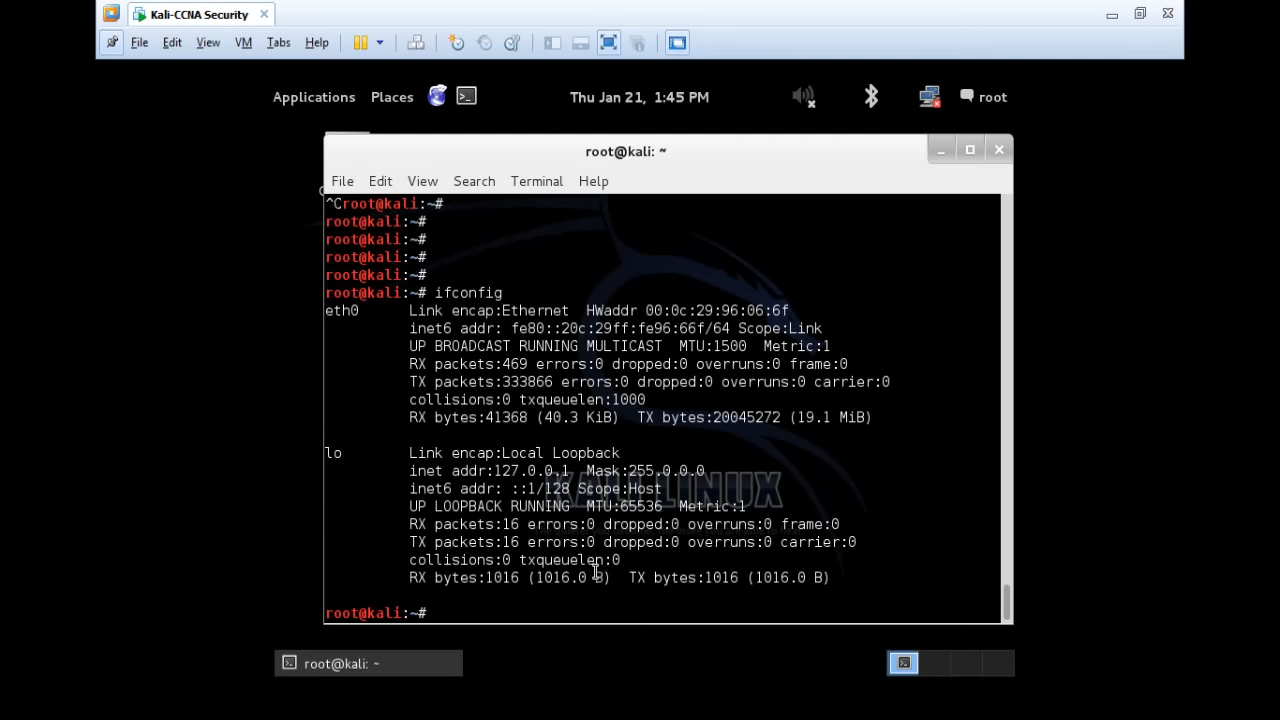 Kali-CCNA Security
File Edit View VM Tabs Help
Applications Places Thu Jan 21, 1:45 PM root
root@kali: ~
File Edit View Search Terminal Help
^Croot@kali:~#
root@kali:~#
root@kali:~#
root@kali:~#
root@kali:~#
root@kali:~# ifconfig
eth0 Link encap:Ethernet HWaddr 00:0c:29:96:06:6f
inet6 addr: fe80::20c:29ff:fe96:66f/64 Scope:Link
UP BROADCAST RUNNING MULTICAST MTU:1500 Metric:1
RX packets:469 errors:0 dropped:0 overruns:0 frame:0
TX packets:333866 errors:0 dropped:0 overruns:0 carrier:0
collisions:0 txqueuelen:1000
RX bytes:41368 (40.3 KiB) TX bytes:20045272 (19.1 MiB)
lo Link encap:Local Loopback
inet addr:127.0.0.1 Mask:255.0.0.0
inet6 addr: ::1/128 Scope:Host
KALI LINUX
UP LOOPBACK RUNNING MTU:65536 Metric:1
RX packets:16 errors:0 dropped:0 overruns:0 frame:0
TX packets:16 errors:0 dropped:0 overruns:0 carrier:0
collisions:0 txqueuelen:0
RX bytes:1016 (1016.0 B) TX bytes:1016 (1016.0 B)
root@kali:~#
root@kali: ~